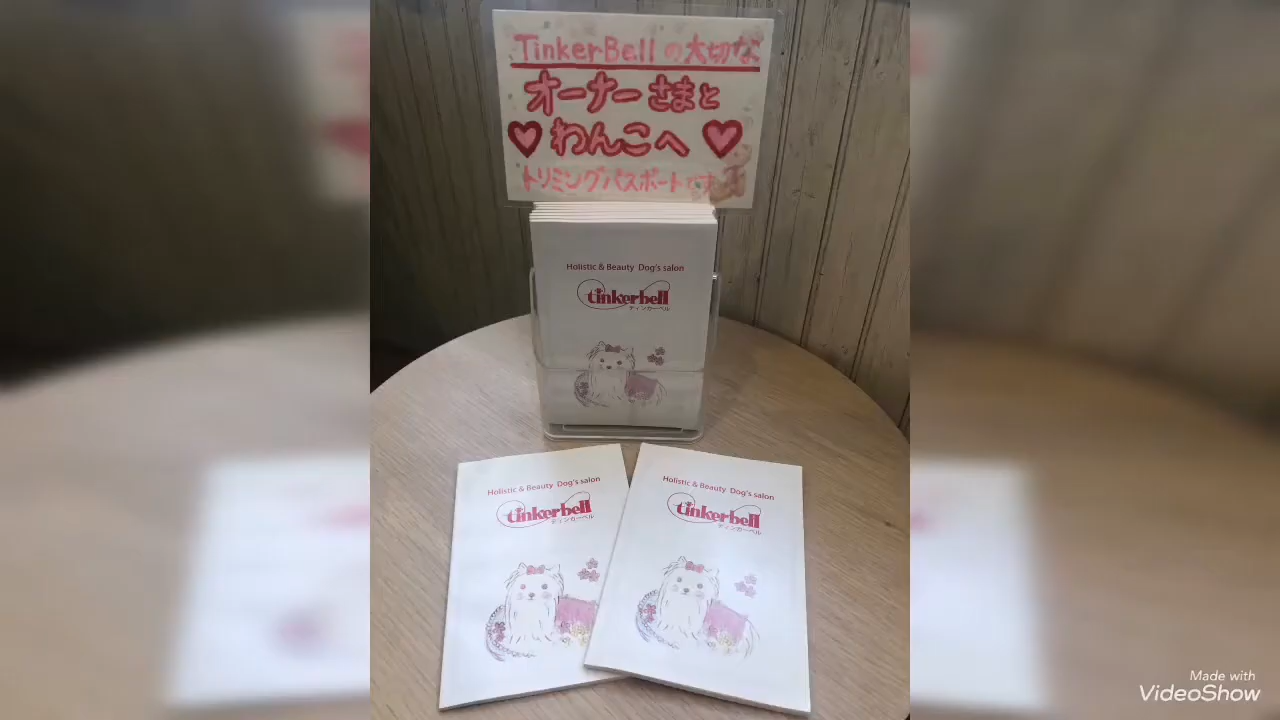 TinkerBellの大切な
オーナーさまと
わんこへ
トリミングパスポートです
Holistic & Beauty Dog's salon
tinkerbell
ティンカーベル
Holistic & Beauty Dog's salon
tinkerbell
ティンカーベル
Holistic & Beauty Dog's salon
tinkerbell
ティンカーベル
Made with
VideoShow